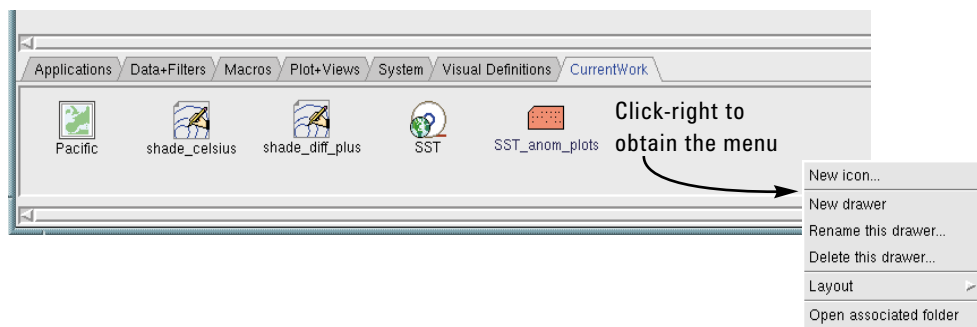 Applications Data+Filters Macros Plot+Views System Visual Definitions CurrentWork
Click-right to
obtain the menu
Pacific shade_celsius shade_diff_plus SST SST_anom_plots
New icon...
New drawer
Rename this drawer...
Delete this drawer...
Layout
Open associated folder